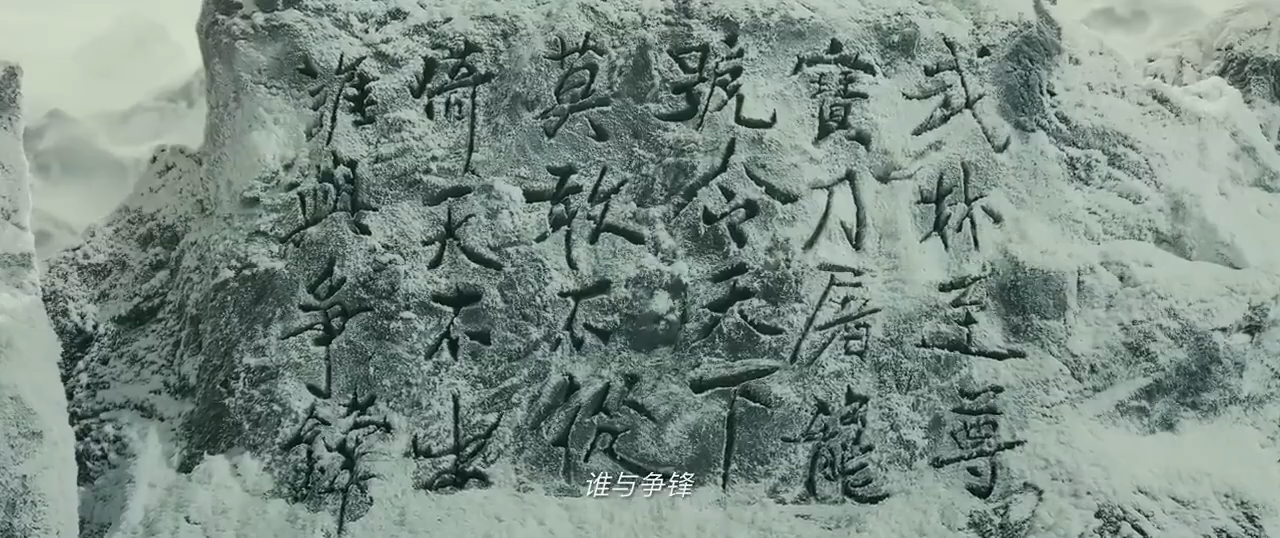 武林至尊
寶刀屠龍
號令天下
莫敢不從
倚天不出
誰與爭鋒
谁与争锋